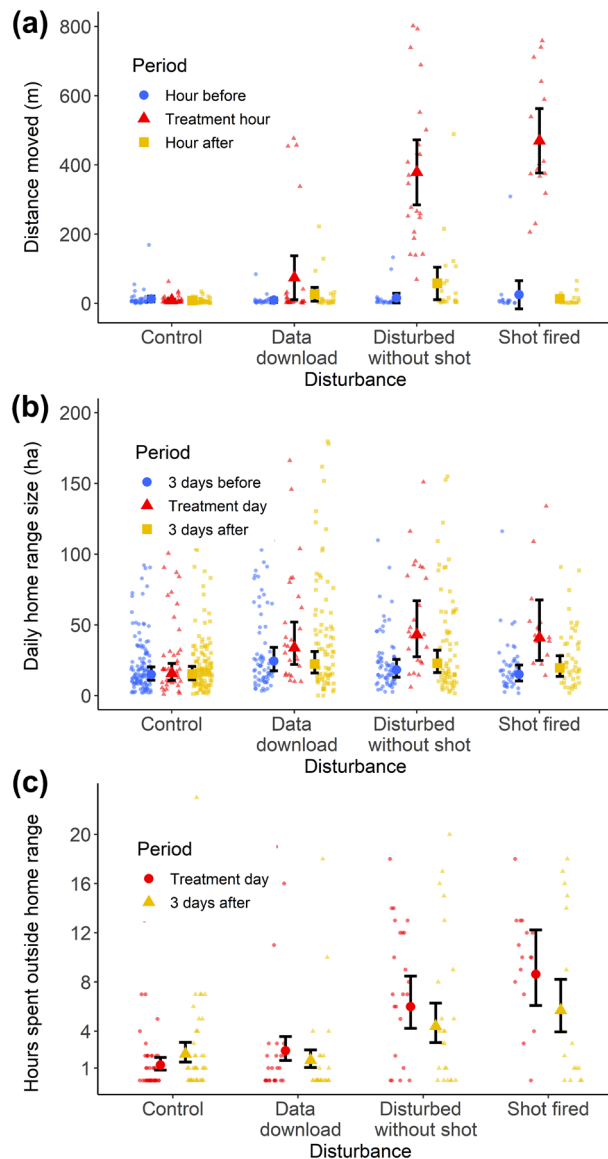 (a)
800
600
400
200
0
Distance moved (m)
Period
Hour before
Treatment hour
Hour after
Control
Data download
Disturbed without shot
Shot fired
Disturbance
(b)
200
150
100
50
0
Daily home range size (ha)
Period
3 days before
Treatment day
3 days after
Control
Data download
Disturbed without shot
Shot fired
Disturbance
(c)
20
16
12
8
4
1
Hours spent outside home range
Period
Treatment day
3 days after
Control
Data download
Disturbed without shot
Shot fired
Disturbance